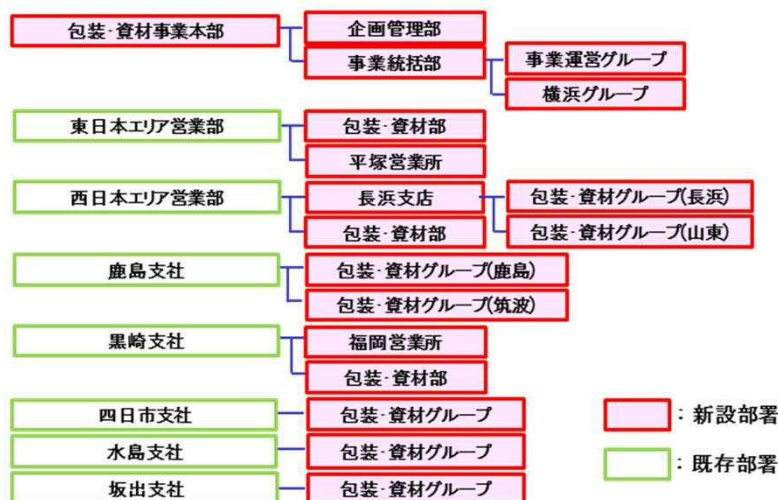 包装・資材事業本部
企画管理部
事業統括部
事業運営グループ
横浜グループ
東日本エリア営業部
包装・資材部
平塚営業所
西日本エリア営業部
長浜支店
包装・資材グループ(長浜)
包装・資材部
包装・資材グループ(山東)
鹿島支社
包装・資材グループ(鹿島)
包装・資材グループ(筑波)
黒崎支社
福岡営業所
包装・資材部
四日市支社
包装・資材グループ
:新設部署
水島支社
包装・資材グループ
:既存部署
坂出支社
包装・資材グループ